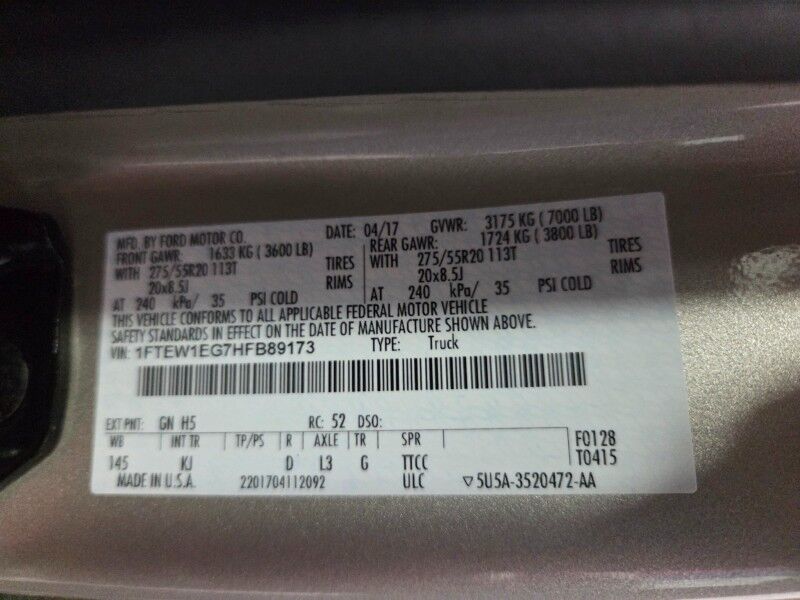 MFD. BY FORD MOTOR CO. DATE: 04/17 GVWR: 3175 KG ( 7000 LB)
FRONT GAWR: 1633 KG ( 3600 LB) REAR GAWR: 1724 KG ( 3800 LB)
WITH 275/55R20 113T TIRES WITH 275/55R20 113T TIRES
20x8.5J RIMS 20x8.5J RIMS
AT 240 kPa/ 35 PSI COLD AT 240 kPa/ 35 PSI COLD
THIS VEHICLE CONFORMS TO ALL APPLICABLE FEDERAL MOTOR VEHICLE
SAFETY STANDARDS IN EFFECT ON THE DATE OF MANUFACTURE SHOWN ABOVE.
VIN: 1FTEW1EG7HFB89173 TYPE: Truck
EXT PNT: GN H5 RC: 52 DSO:
WB INT TR TP/PS R AXLE TR SPR F0128
145 KJ D L3 G TTCC T0415
MADE IN U.S.A. 2201704112092 ULC ▽5U5A-3520472-AA